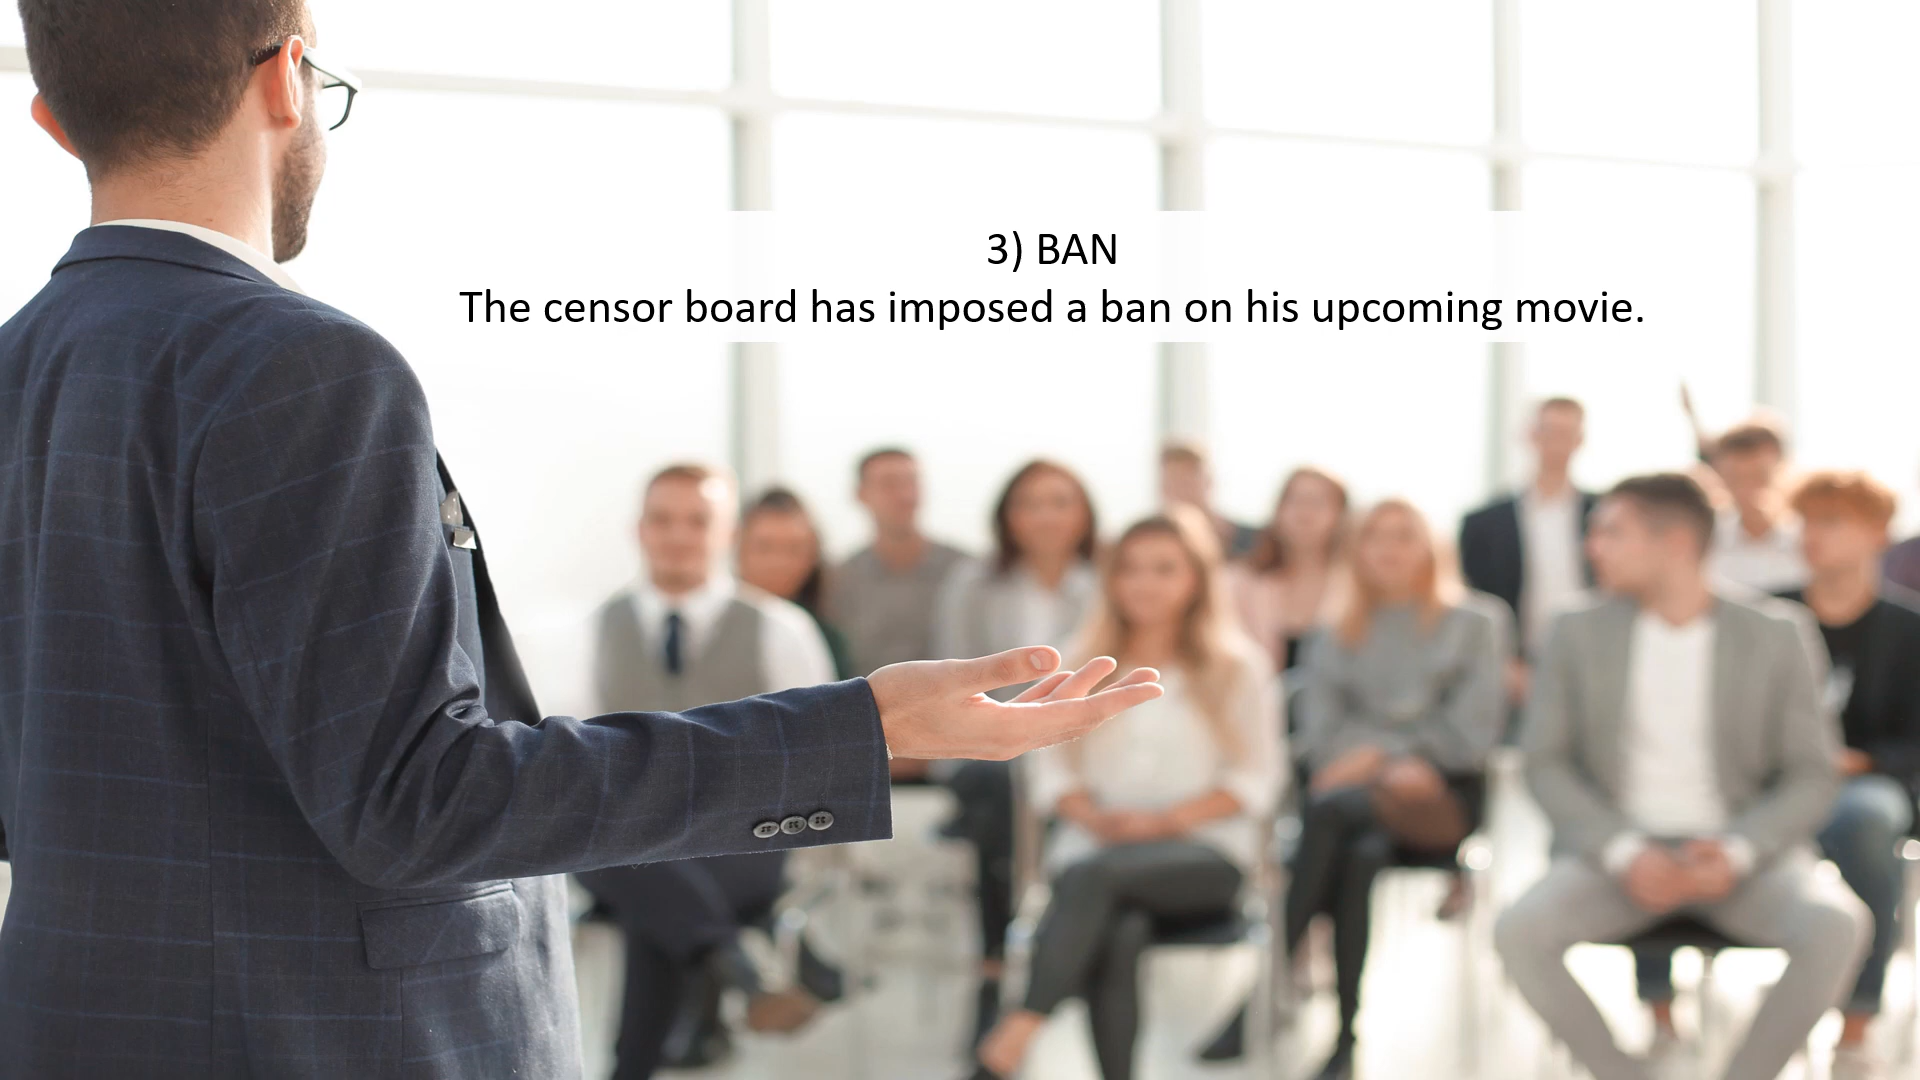 3) BAN
The censor board has imposed a ban on his upcoming movie.